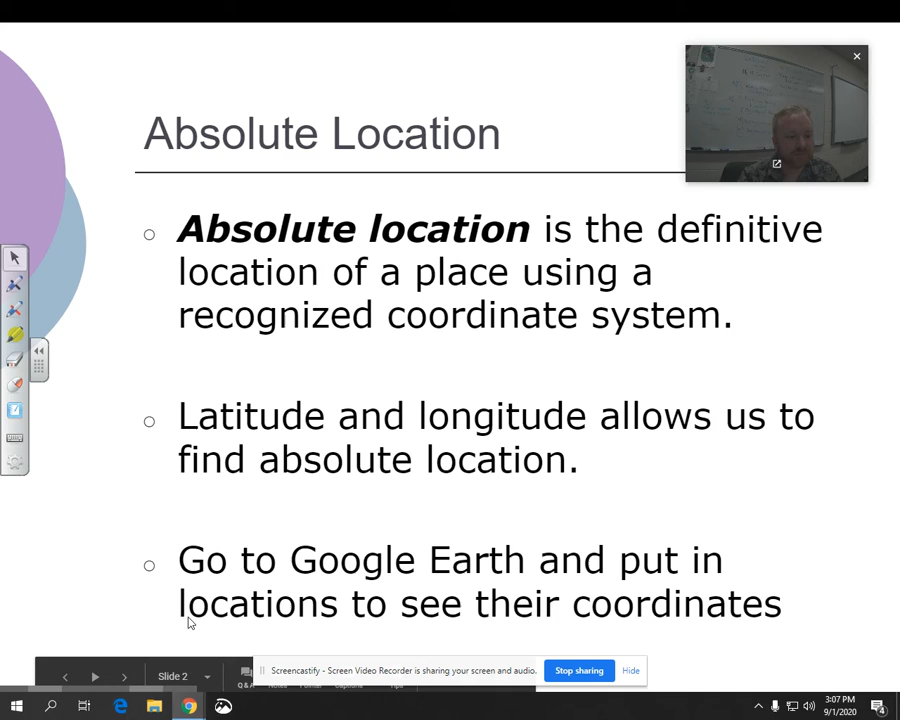 Absolute Location
Absolute location is the definitive
location of a place using a
recognized coordinate system.
Latitude and longitude allows us to
find absolute location.
Go to Google Earth and put in
locations to see their coordinates
Slide 2
Q&A
Notes
Screencastify - Screen Video Recorder is sharing your screen and audio.
Stop sharing
Hide
3:07 PM
9/1/2020
4